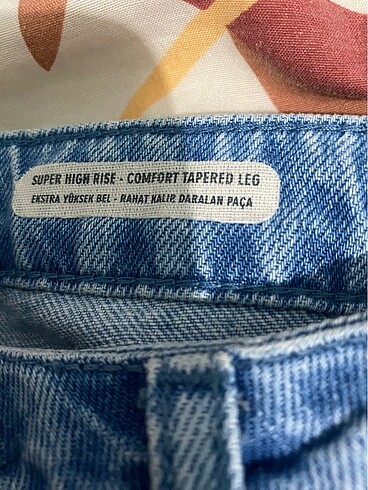 SUPER HIGH RISE - COMFORT TAPERED LEG
EKSTRA YÜKSEK BEL - RAHAT KALIP, DARALAN PAÇA